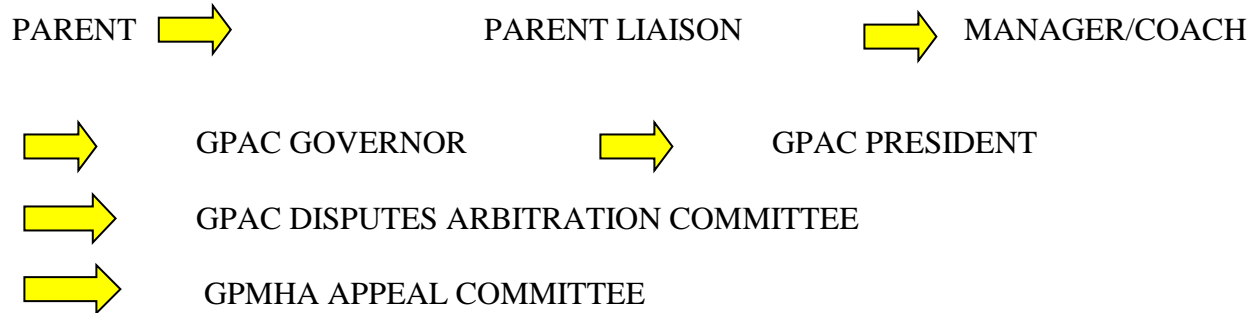 PARENT PARENT LIAISON MANAGER/COACH
GPAC GOVERNOR GPAC PRESIDENT
GPAC DISPUTES ARBITRATION COMMITTEE
GPMHA APPEAL COMMITTEE